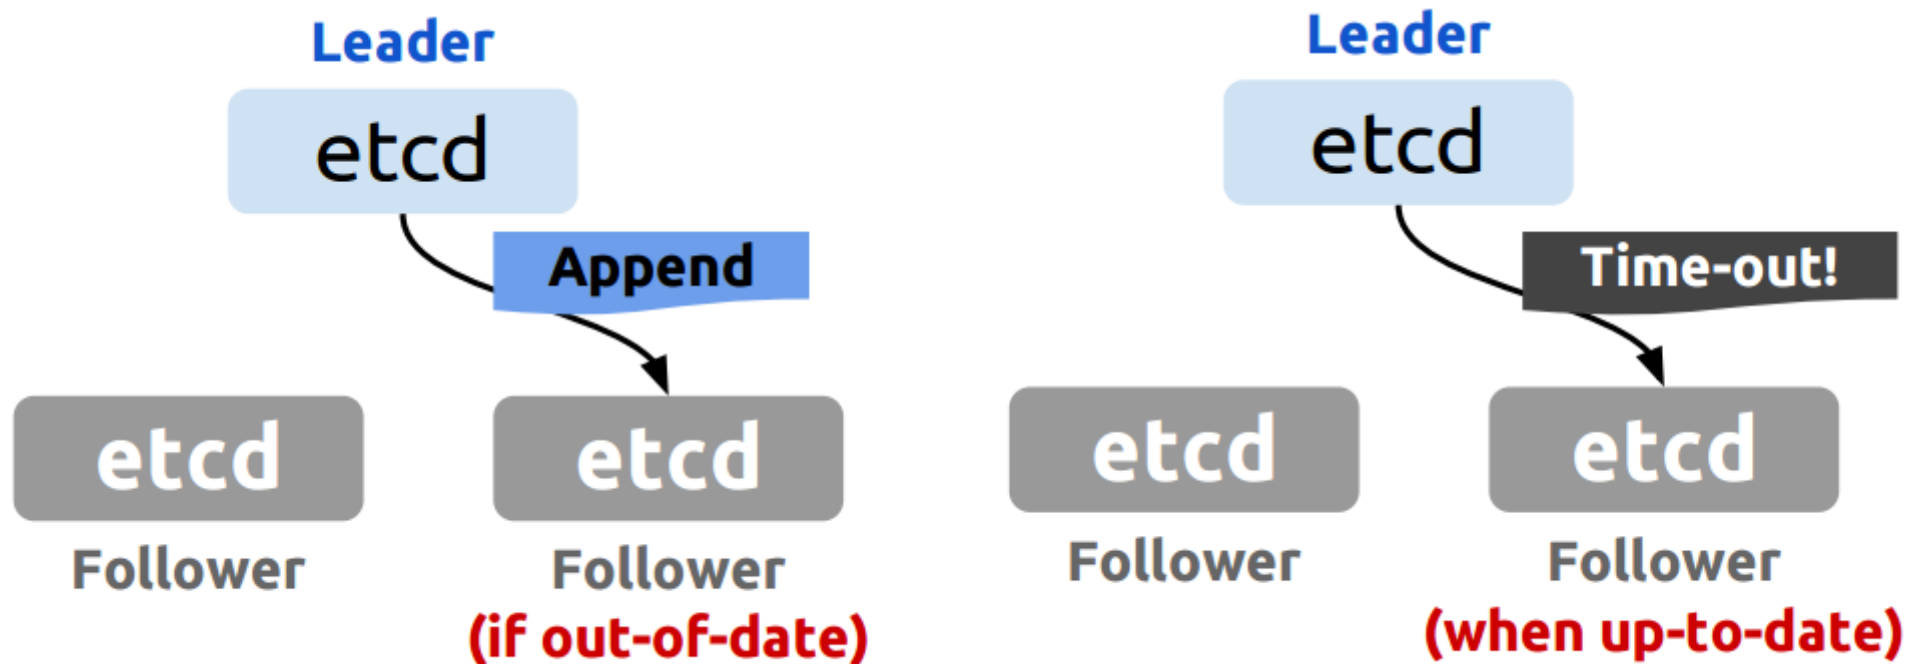 Leader
etcd
Append
etcd
etcd
Follower
Follower
(if out-of-date)
Leader
etcd
Time-out!
etcd
etcd
Follower
Follower
(when up-to-date)